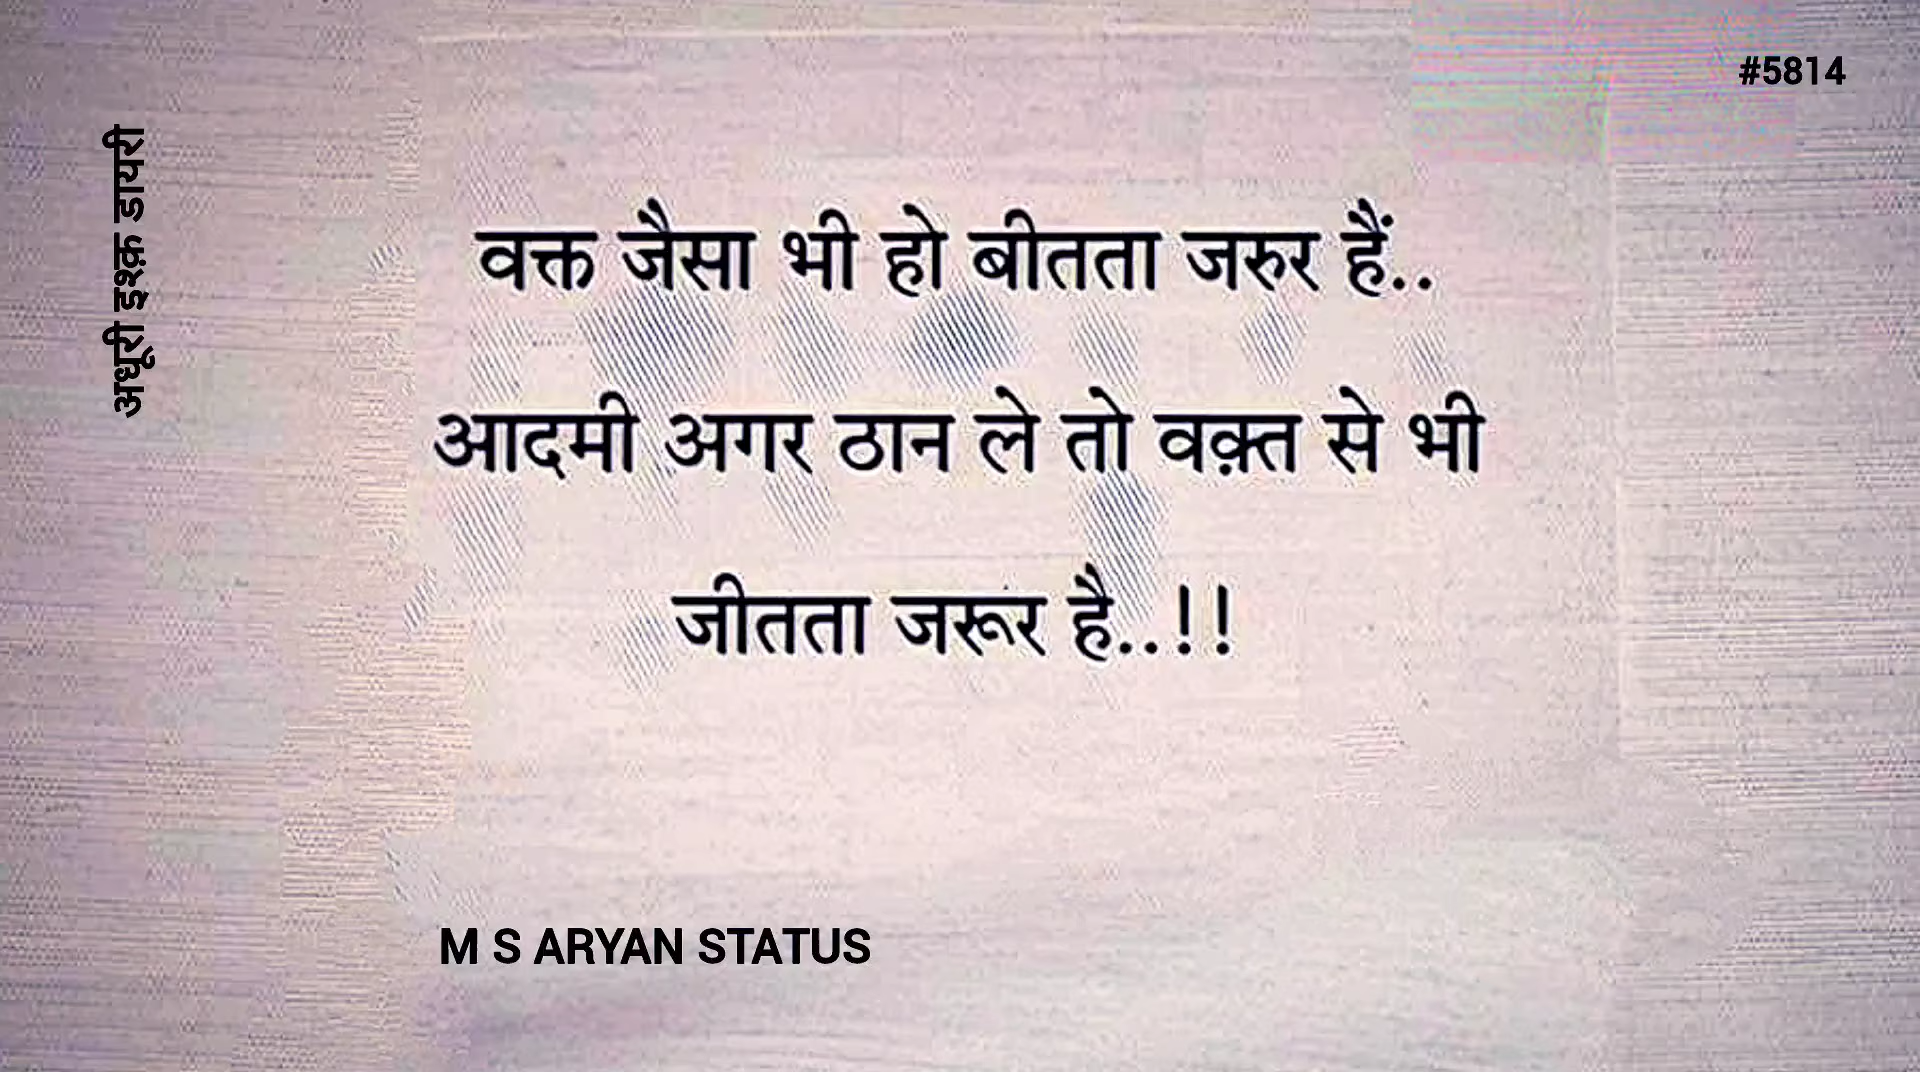 #5814
अधुरी इश्क़ डायरी
वक्त जैसा भी हो बीतता जरुर हैं..
आदमी अगर ठान ले तो वक़्त से भी
जीतता जरूर है..!!
M S ARYAN STATUS